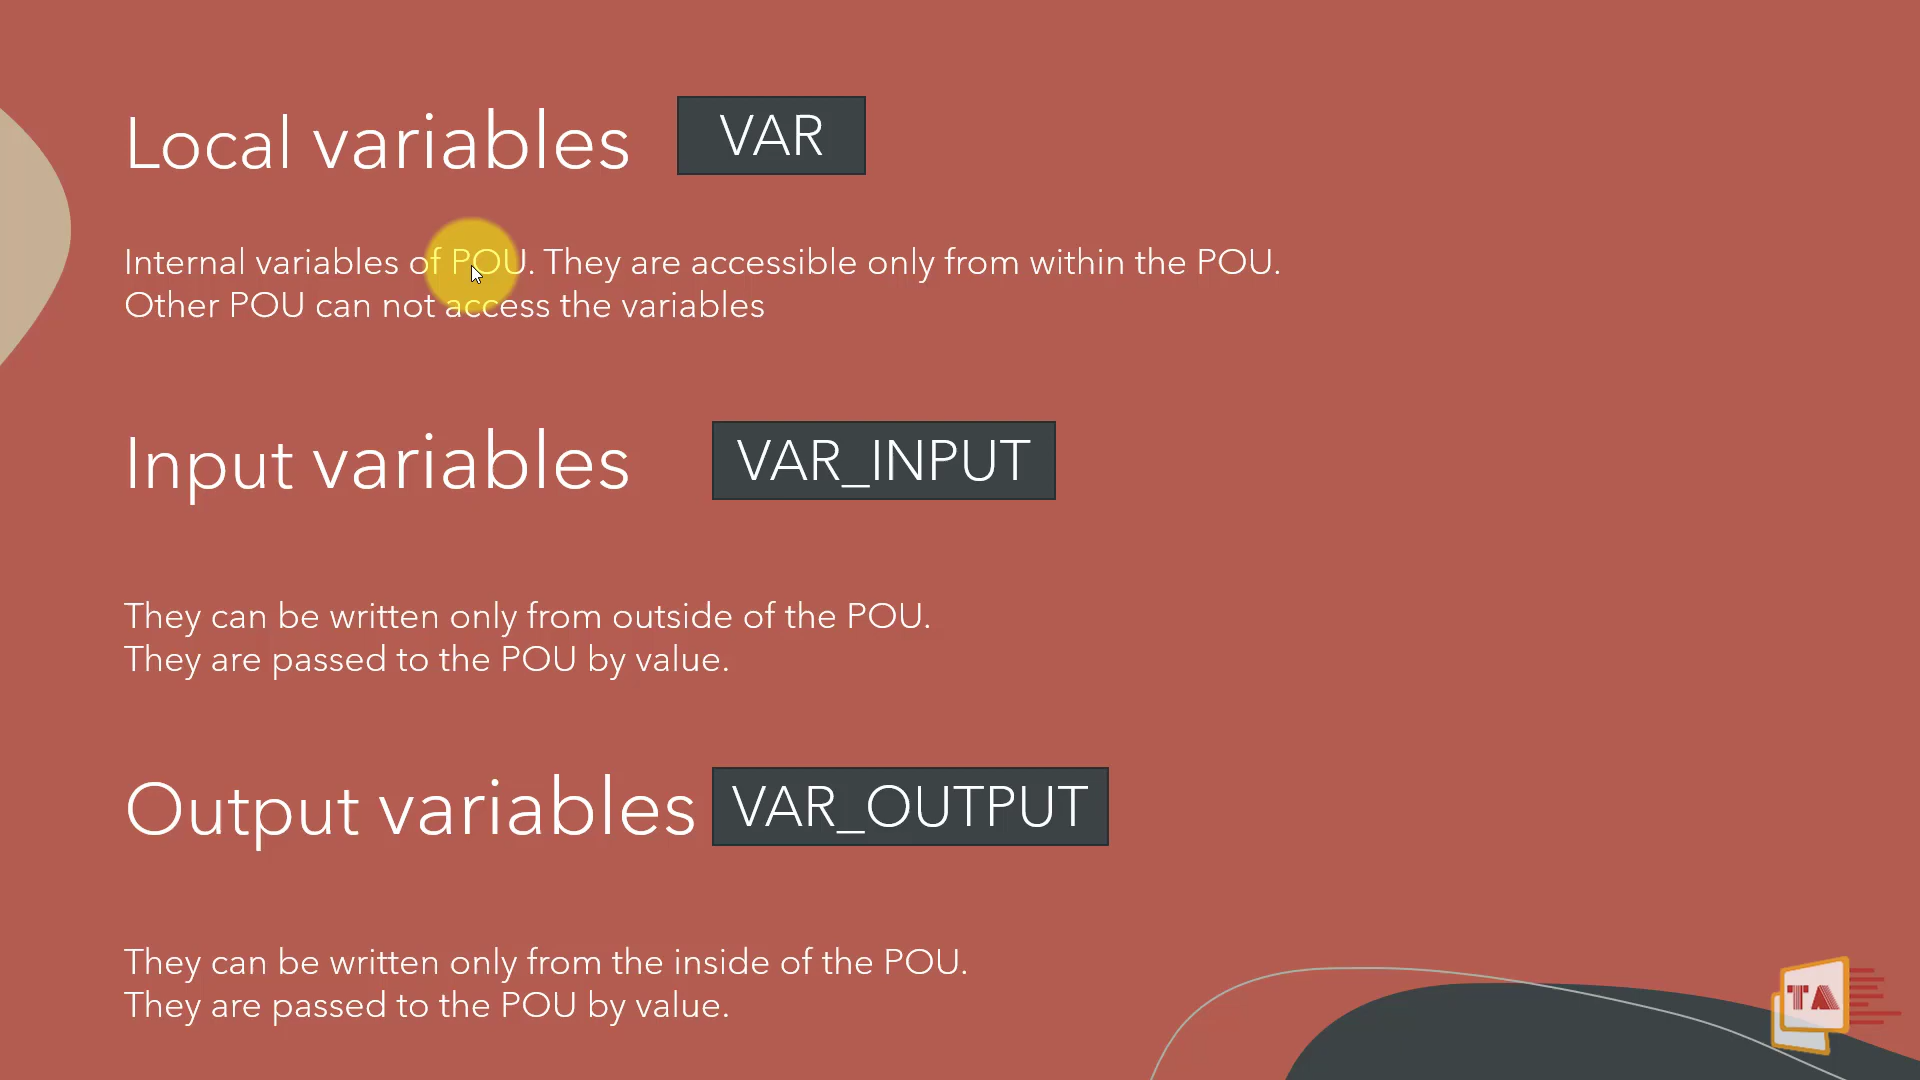 Local variables VAR
Internal variables of POU. They are accessible only from within the POU.
Other POU can not access the variables
Input variables VAR_INPUT
They can be written only from outside of the POU.
They are passed to the POU by value.
Output variables VAR_OUTPUT
They can be written only from the inside of the POU.
They are passed to the POU by value.
TA